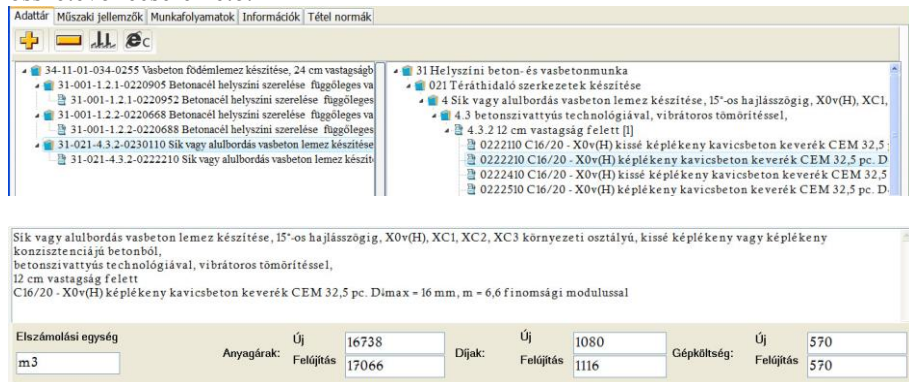 Adattár Műszaki jellemzők Munkafolyamatok Információk Tétel normák
34-11-01-034-0255 Vasbeton födémlemez készítése, 24 cm vastagságb
31-001-1.2.1-0220905 Betonacél helyszíni szerelése függőleges va
31-001-1.2.1-0220952 Betonacél helyszíni szerelése függőleges
31-001-1.2.2-0220668 Betonacél helyszíni szerelése függőleges va
31-001-1.2.2-0220688 Betonacél helyszíni szerelése függőleges
31-021-4.3.2-0230110 Sík vagy alulbordás vasbeton lemez készítése
31-021-4.3.2-0222210 Sík vagy alulbordás vasbeton lemez készít
31 Helyszíni beton- és vasbetonmunka
021 Téráthidaló szerkezetek készítése
4 Sík vagy alulbordás vasbeton lemez készítése, 15°-os hajlásszögig, X0v(H), XC1,
4.3 betonszivattyús technológiával, vibrátoros tömörítéssel,
4.3.2 12 cm vastagság felett [1]
0222110 C16/20 - X0v(H) kissé képlékeny kavicsbeton keverék CEM 32,5
0222210 C16/20 - X0v(H) képlékeny kavicsbeton keverék CEM 32,5 pc. D
0222410 C16/20 - X0v(H) kissé képlékeny kavicsbeton keverék CEM 32,5
0222510 C16/20 - X0v(H) képlékeny kavicsbeton keverék CEM 32,5 pc. D
Sík vagy alulbordás vasbeton lemez készítése, 15°-os hajlásszögig, X0v(H), XC1, XC2, XC3 környezeti osztályú, kissé képlékeny vagy képlékeny
konzisztenciájú betonból,
betonszivattyús technológiával, vibrátoros tömörítéssel,
12 cm vastagság felett
C16/20 - X0v(H) képlékeny kavicsbeton keverék CEM 32,5 pc. D↓max = 16 mm, m = 6,6 finomsági modulussal
Elszámolási egység
m3
Anyagárak: Új 16738 Felújítás 17066
Díjak: Új 1080 Felújítás 1116
Gépköltség: Új 570 Felújítás 570